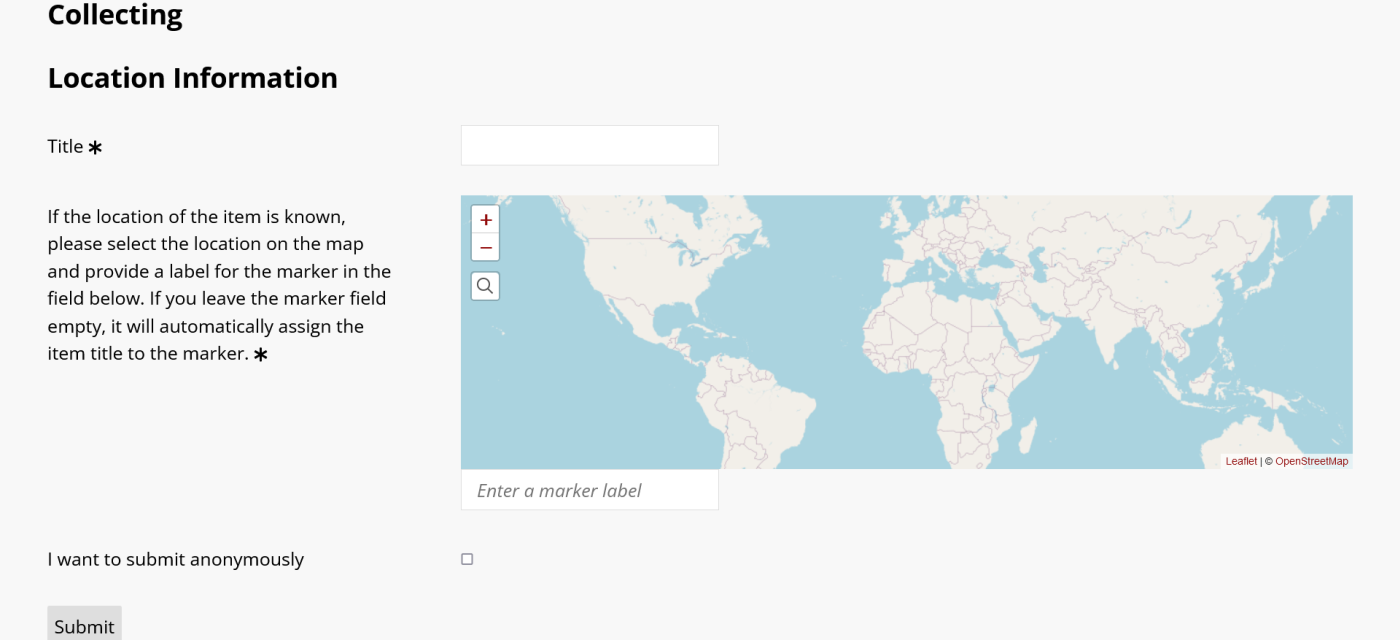 Collecting
Location Information
Title ✱
If the location of the item is known,
please select the location on the map
and provide a label for the marker in the
field below. If you leave the marker field
empty, it will automatically assign the
item title to the marker. ✱
+
−
Leaflet | © OpenStreetMap
Enter a marker label
I want to submit anonymously
Submit